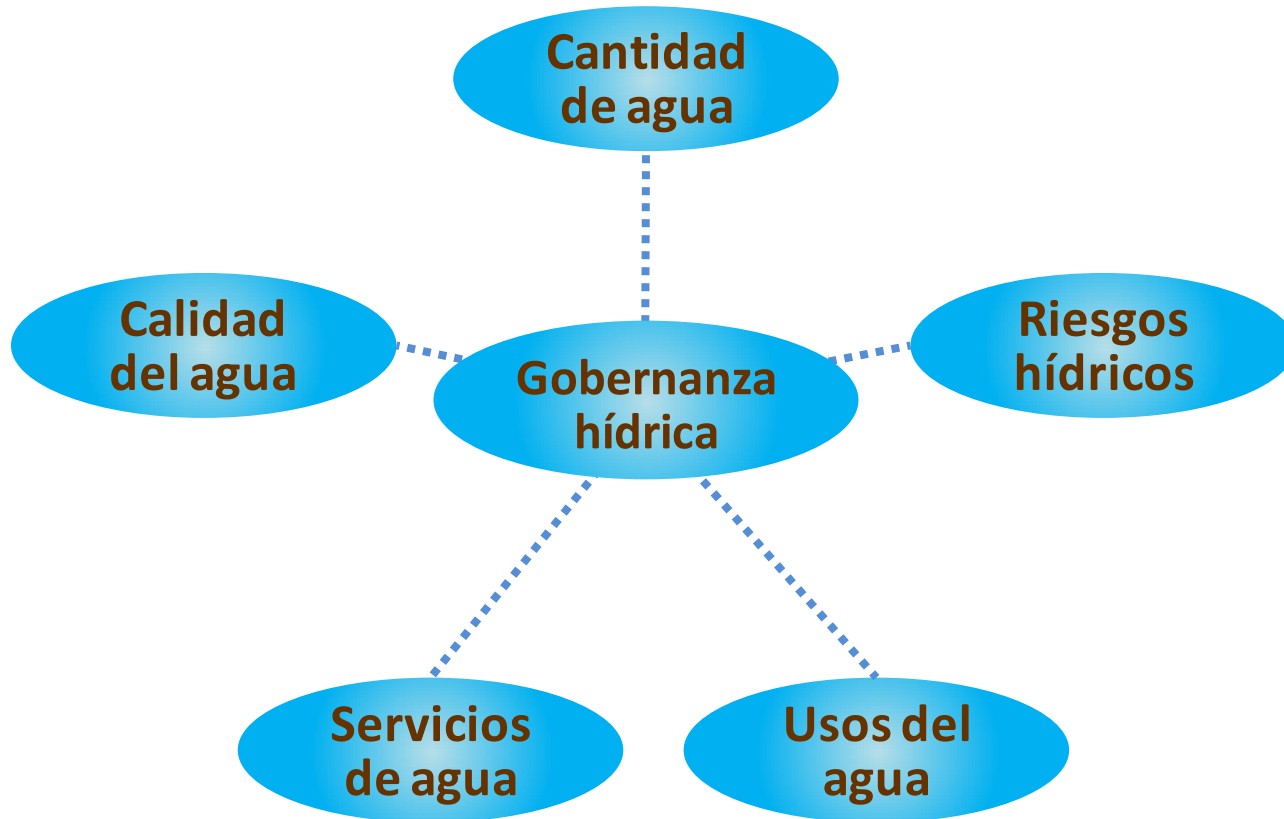 Cantidad
de agua
Calidad
del agua
Riesgos
hídricos
Gobernanza
hídrica
Servicios
de agua
Usos del
agua